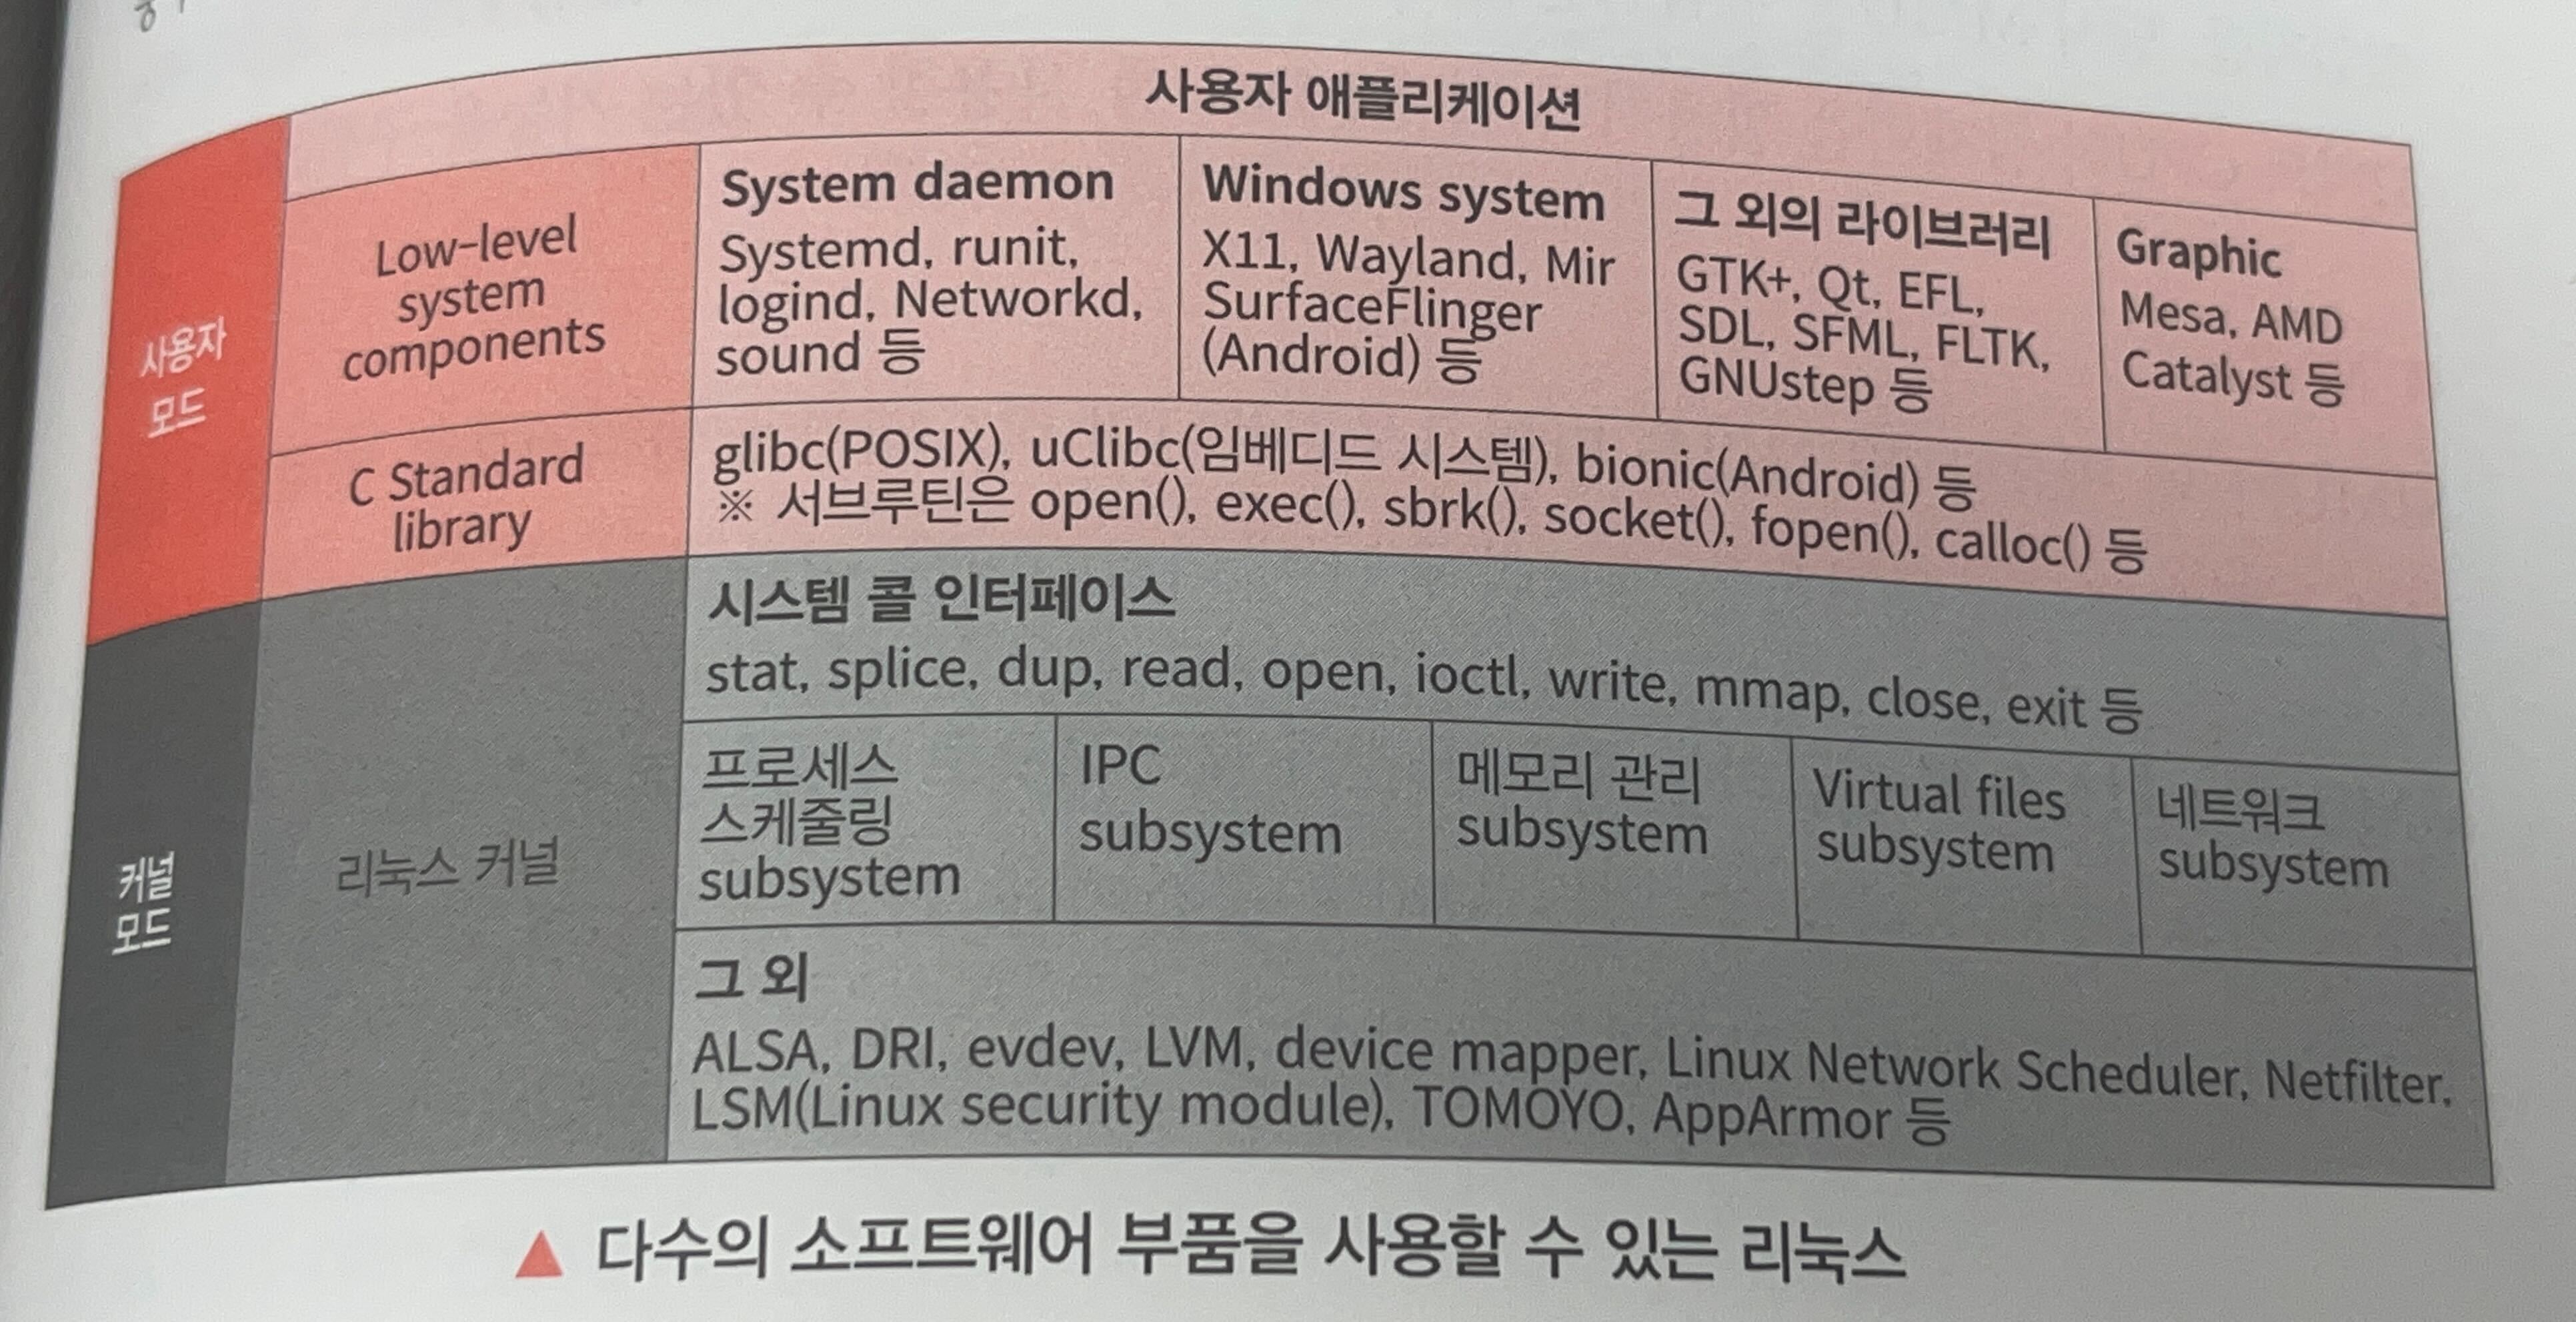 사용자 애플리케이션
사용자
모드
Low-level
system
components
System daemon
Systemd, runit,
logind, Networkd,
sound 등
Windows system
X11, Wayland, Mir
SurfaceFlinger
(Android) 등
그 외의 라이브러리
GTK+, Qt, EFL,
SDL, SFML, FLTK,
GNUstep 등
Graphic
Mesa, AMD
Catalyst 등
C Standard
library
glibc(POSIX), uClibc(임베디드 시스템), bionic(Android) 등
※ 서브루틴은 open(), exec(), sbrk(), socket(), fopen(), calloc() 등
커널
모드
리눅스 커널
시스템 콜 인터페이스
stat, splice, dup, read, open, ioctl, write, mmap, close, exit 등
프로세스
스케줄링
subsystem
IPC
subsystem
메모리 관리
subsystem
Virtual files
subsystem
네트워크
subsystem
그 외
ALSA, DRI, evdev, LVM, device mapper, Linux Network Scheduler, Netfilter,
LSM(Linux security module), TOMOYO, AppArmor 등
▲ 다수의 소프트웨어 부품을 사용할 수 있는 리눅스